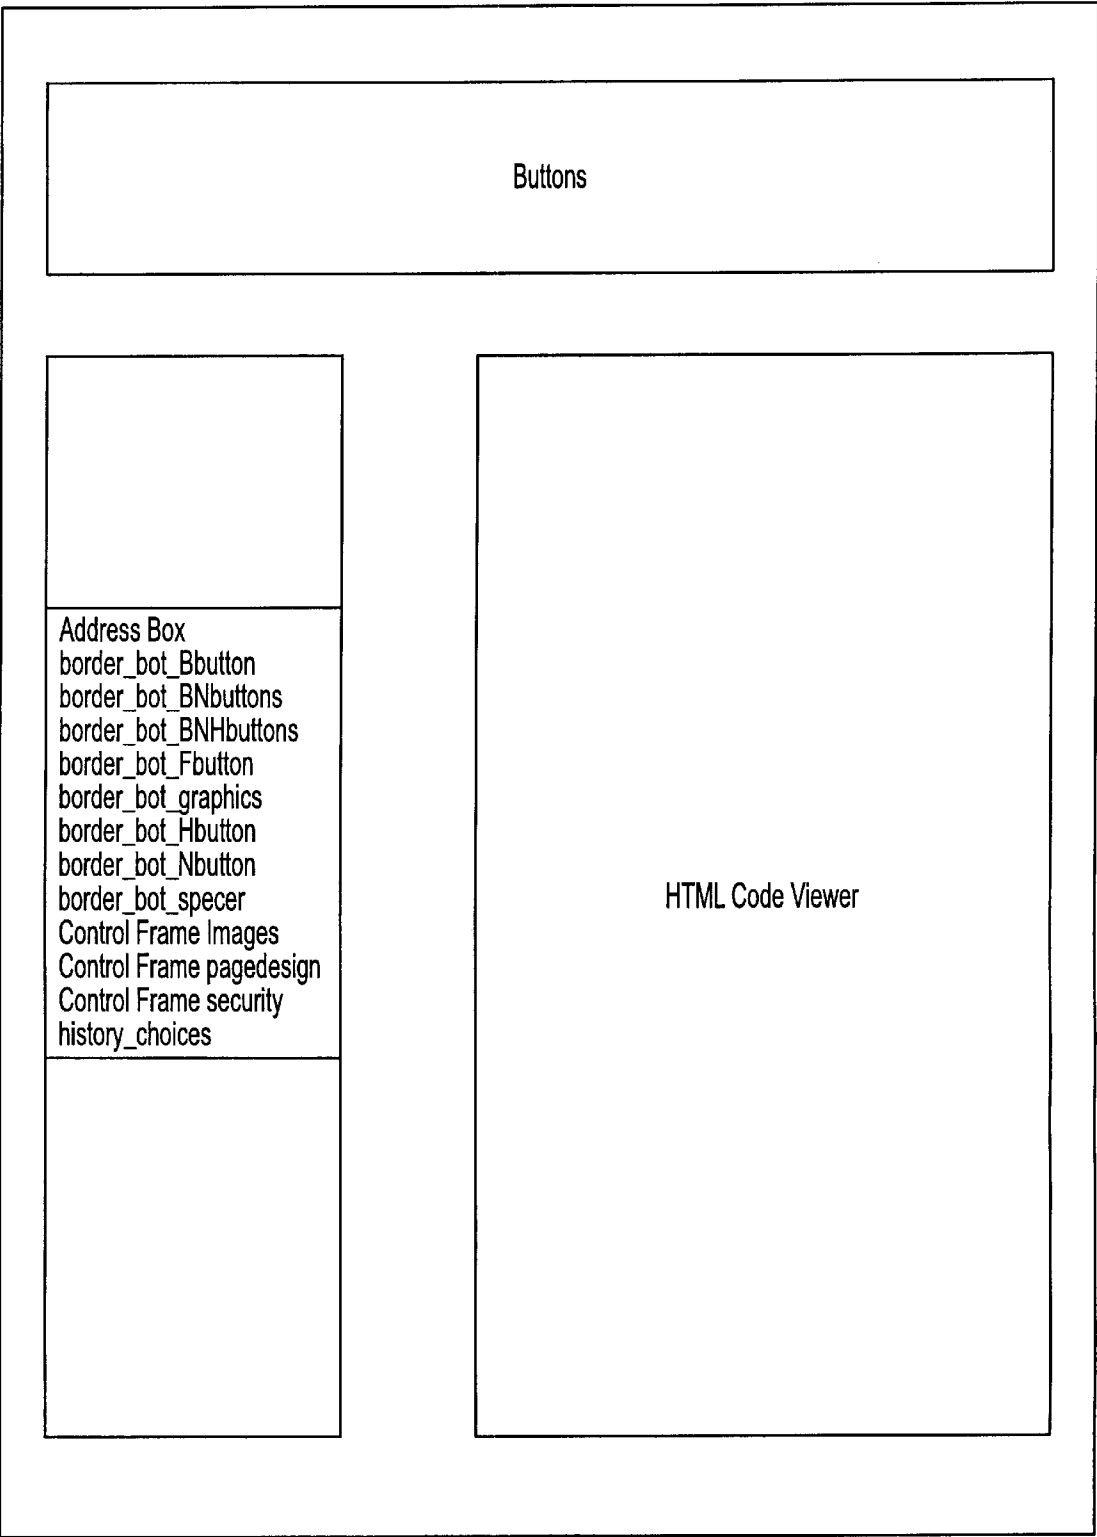 Buttons
Address Box
border_bot_Bbutton
border_bot_BNbuttons
border_bot_BNHbuttons
border_bot_Fbutton
border_bot_graphics
border_bot_Hbutton
border_bot_Nbutton
border_bot_specer
Control Frame Images
Control Frame pagedesign
Control Frame security
history_choices
HTML Code Viewer